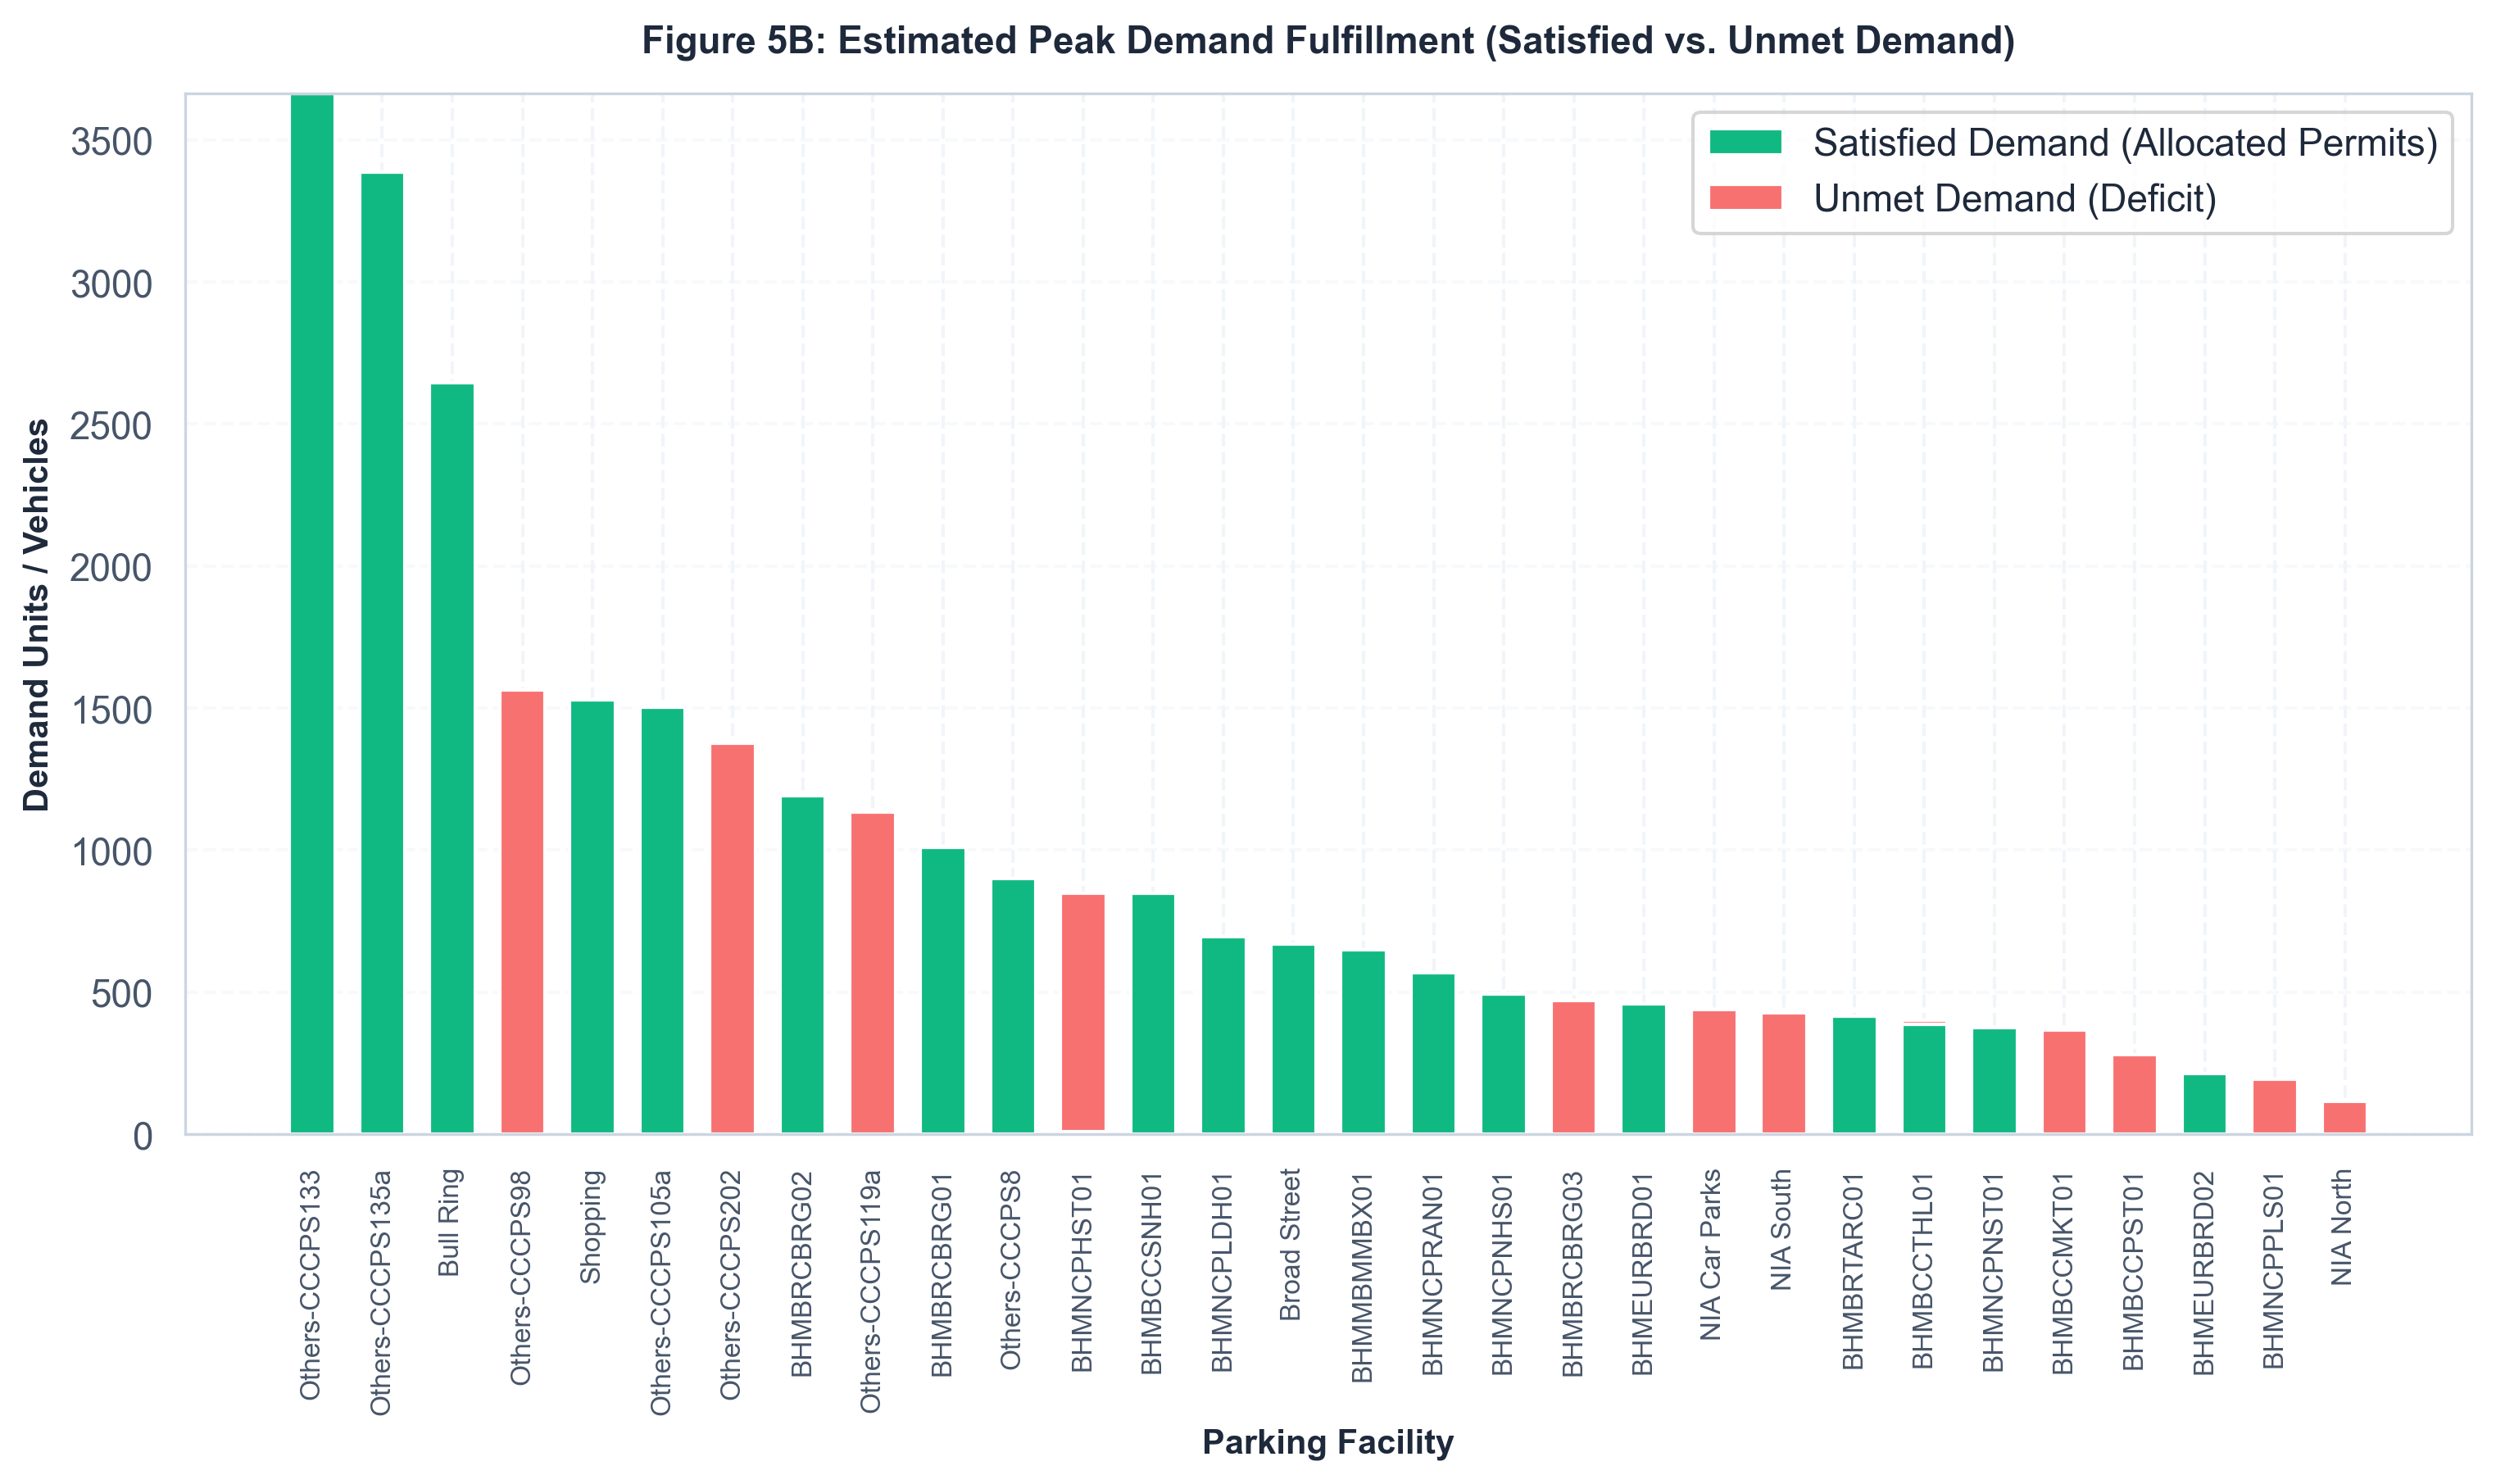 Figure 5B: Estimated Peak Demand Fulfillment (Satisfied vs. Unmet Demand)
Satisfied Demand (Allocated Permits)
Unmet Demand (Deficit)
Demand Units / Vehicles
3500
3000
2500
2000
1500
1000
500
0
Others-CCCPS133
Others-CCCPS135a
Bull Ring
Others-CCCPS98
Shopping
Others-CCCPS105a
Others-CCCPS202
BHMBRCBRG02
Others-CCCPS119a
BHMBRCBRG01
Others-CCCPS8
BHMNCPHST01
BHMBCCSNH01
BHMNCPLDH01
Broad Street
BHMMBMMBX01
BHMNCPRAN01
BHMNCPNHS01
BHMBRCBRG03
BHMEURBRD01
NIA Car Parks
NIA South
BHMBRTARC01
BHMBCCTHL01
BHMNCPNST01
BHMBCCMKT01
BHMBCCPST01
BHMEURBRD02
BHMNCPPLS01
NIA North
Parking Facility